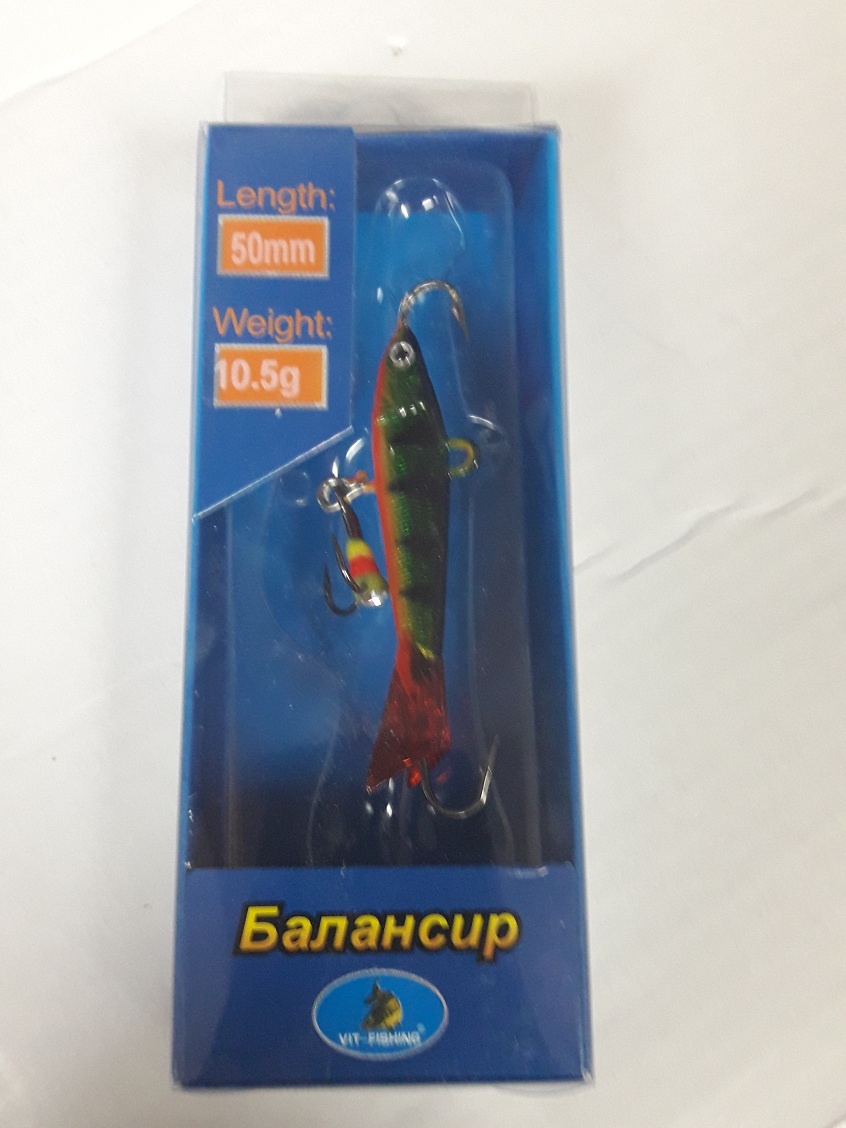 Length:
50mm
Weight:
10.5g
Балансир
VIT-FISHING®